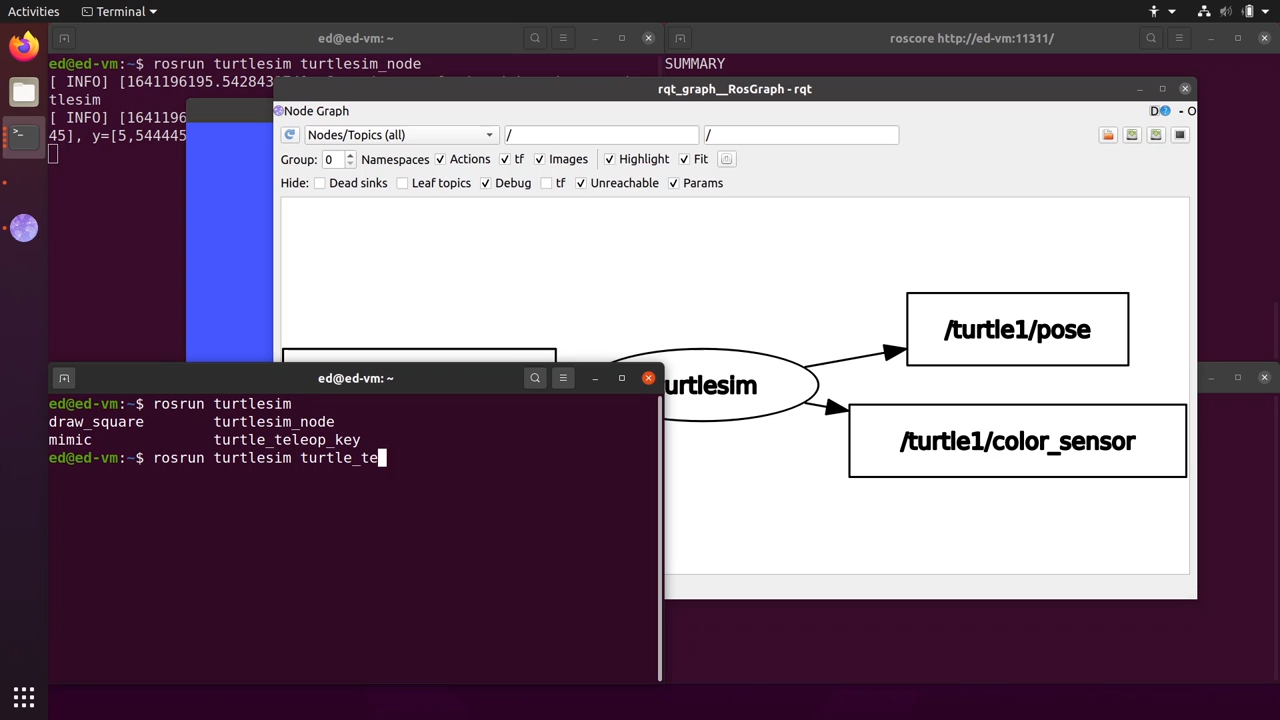 Activities
Terminal
ed@ed-vm: ~
roscore http://ed-vm:11311/
ed@ed-vm:~$ rosrun turtlesim turtlesim_node
[ INFO] [1641196195.542843
tlesim
[ INFO] [1641196
45], y=[5,544445
SUMMARY
rqt_graph__RosGraph - rqt
Node Graph
D
- O
Nodes/Topics (all)
/
/
Group: 0 Namespaces Actions tf Images Highlight Fit
Hide: Dead sinks Leaf topics Debug tf Unreachable Params
/turtle1/pose
urtlesim
/turtle1/color_sensor
ed@ed-vm: ~
ed@ed-vm:~$ rosrun turtlesim
draw_square turtlesim_node
mimic turtle_teleop_key
ed@ed-vm:~$ rosrun turtlesim turtle_te